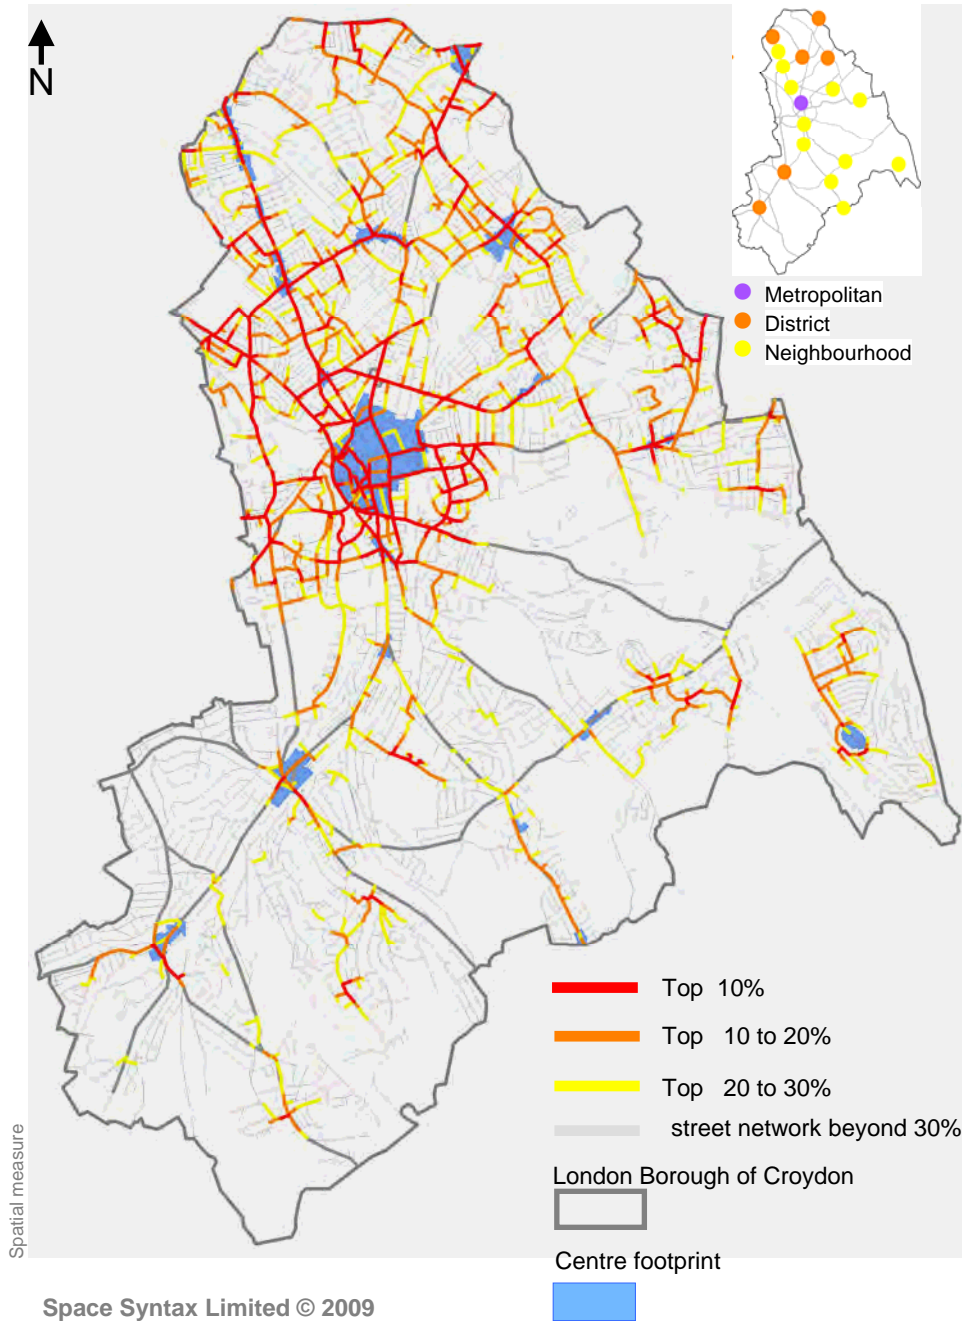 N
Metropolitan
District
Neighbourhood
Top 10%
Top 10 to 20%
Top 20 to 30%
street network beyond 30%
London Borough of Croydon
Centre footprint
Spatial measure
Space Syntax Limited © 2009